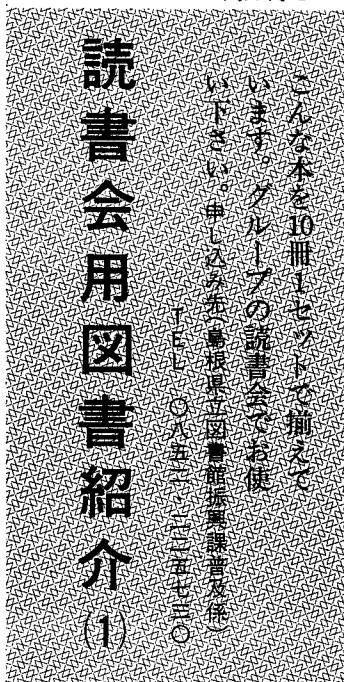 こんな本を10冊1セットで揃えて
います。グループの読書会でお使
い下さい。申し込み先(島根県立図書館振興課普及係)
TEL 〇八五二・二二五七三〇
読書会用図書紹介(1)